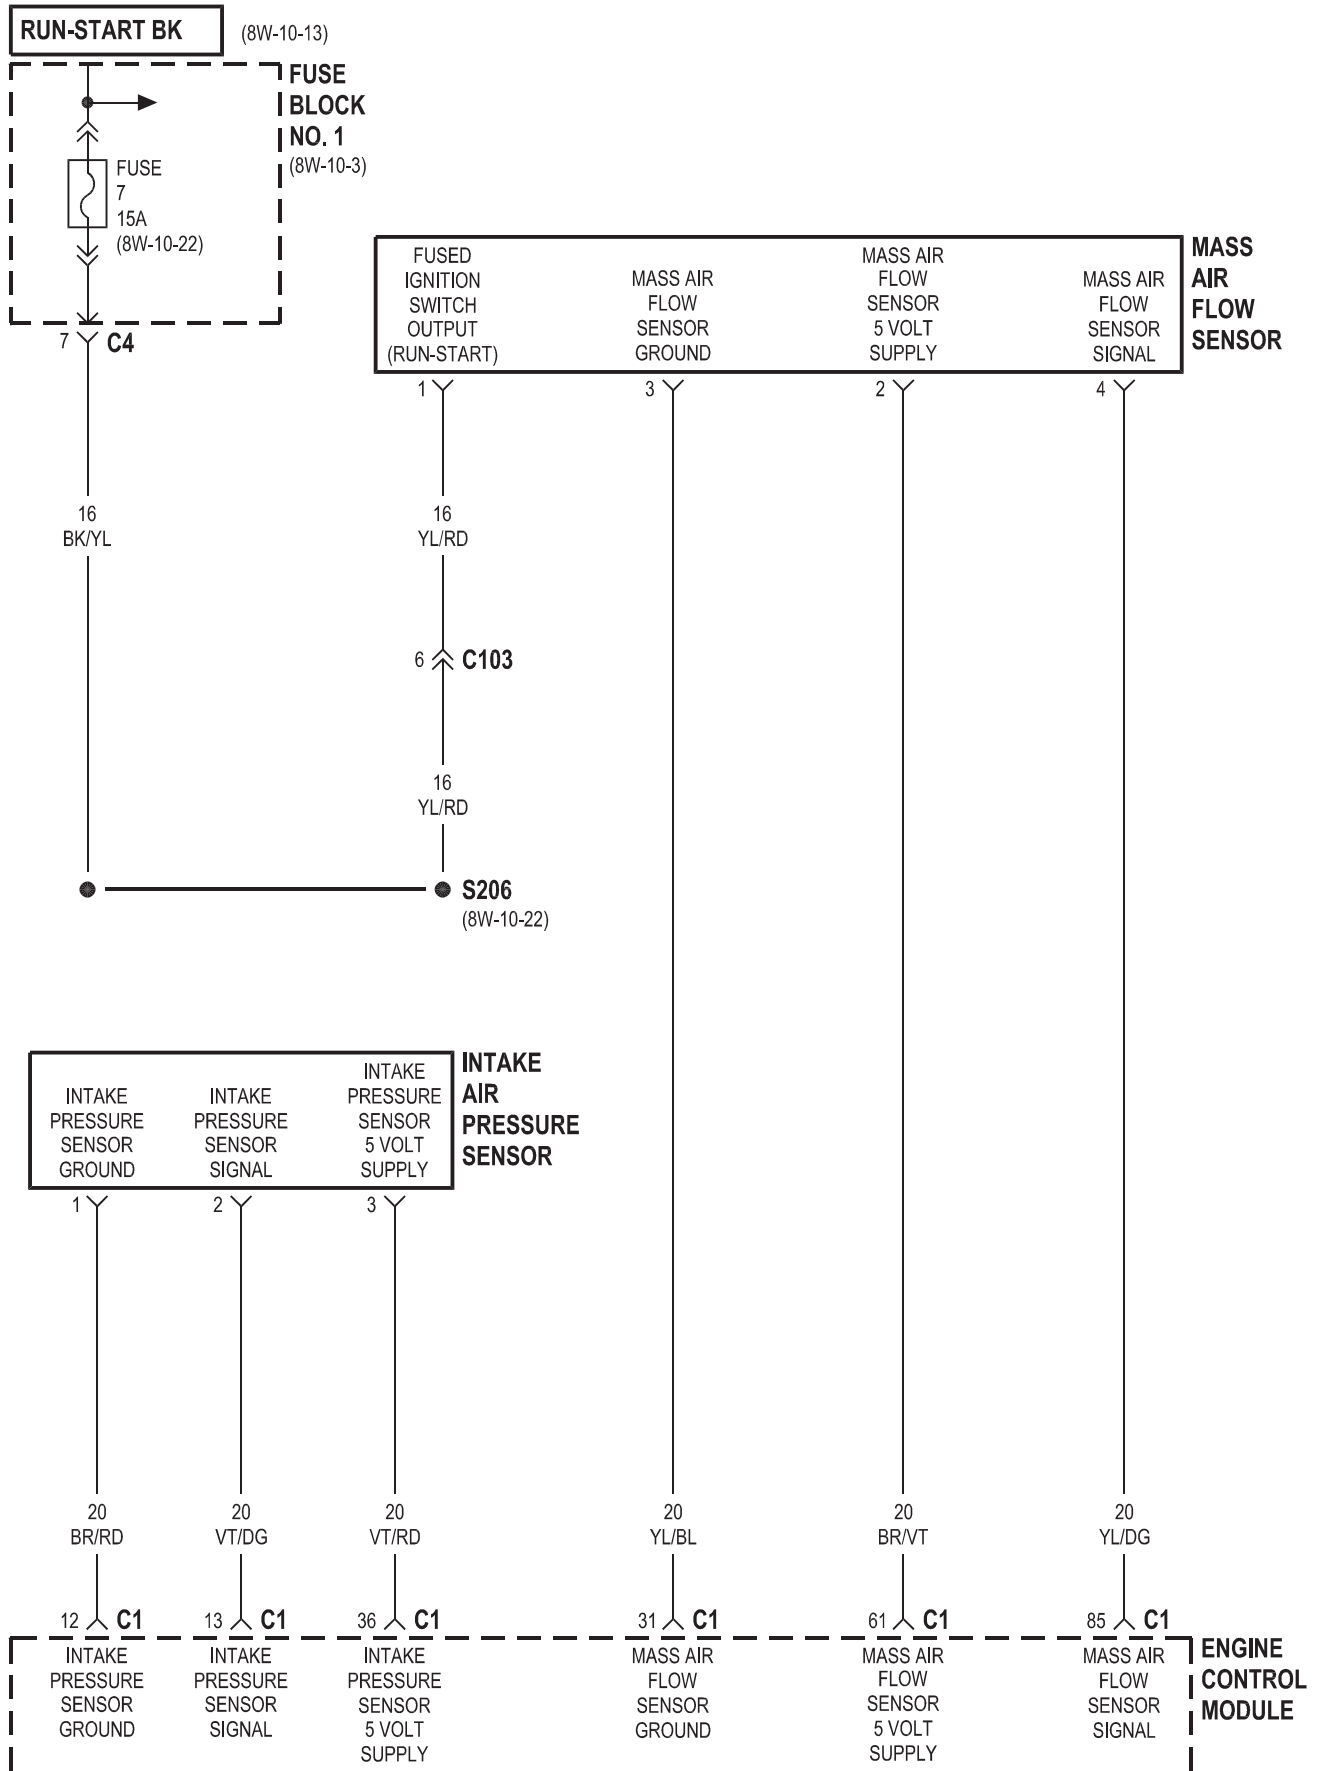 RUN-START BK (8W-10-13)
FUSE
BLOCK
NO. 1
(8W-10-3)
FUSE
7
15A
(8W-10-22)
7 C4
FUSED
IGNITION
SWITCH
OUTPUT
(RUN-START)
MASS AIR
FLOW
SENSOR
GROUND
MASS AIR
FLOW
SENSOR
5 VOLT
SUPPLY
MASS AIR
FLOW
SENSOR
SIGNAL
MASS
AIR
FLOW
SENSOR
1 3 2 4
16
BK/YL
16
YL/RD
6 C103
16
YL/RD
S206
(8W-10-22)
INTAKE
PRESSURE
SENSOR
GROUND
INTAKE
PRESSURE
SENSOR
SIGNAL
INTAKE
PRESSURE
SENSOR
5 VOLT
SUPPLY
INTAKE
AIR
PRESSURE
SENSOR
1 2 3
20
BR/RD
20
VT/DG
20
VT/RD
20
YL/BL
20
BR/VT
20
YL/DG
12 C1 13 C1 36 C1 31 C1 61 C1 85 C1
INTAKE
PRESSURE
SENSOR
GROUND
INTAKE
PRESSURE
SENSOR
SIGNAL
INTAKE
PRESSURE
SENSOR
5 VOLT
SUPPLY
MASS AIR
FLOW
SENSOR
GROUND
MASS AIR
FLOW
SENSOR
5 VOLT
SUPPLY
MASS AIR
FLOW
SENSOR
SIGNAL
ENGINE
CONTROL
MODULE